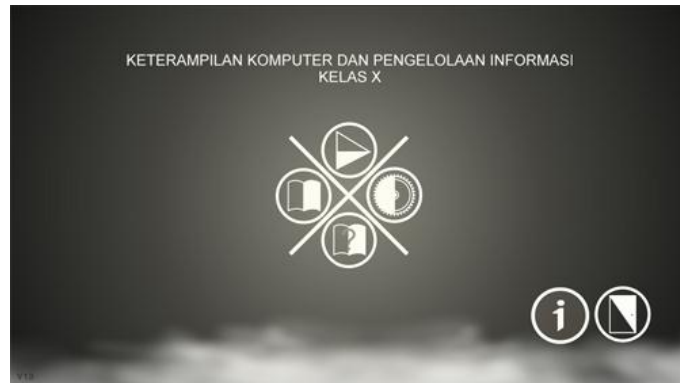 KETERAMPILAN KOMPUTER DAN PENGELOLAAN INFORMASI
KELAS X
?
i